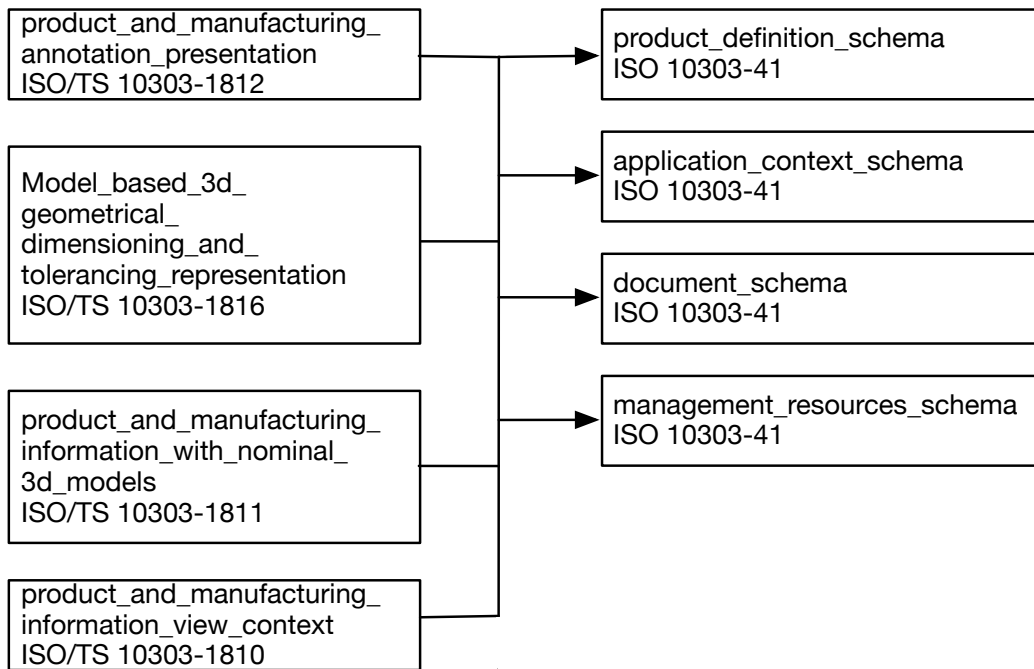 product_and_manufacturing_
annotation_presentation
ISO/TS 10303-1812
Model_based_3d_
geometrical_
dimensioning_and_
tolerancing_representation
ISO/TS 10303-1816
product_and_manufacturing_
information_with_nominal_
3d_models
ISO/TS 10303-1811
product_and_manufacturing_
information_view_context
ISO/TS 10303-1810
product_definition_schema
ISO 10303-41
application_context_schema
ISO 10303-41
document_schema
ISO 10303-41
management_resources_schema
ISO 10303-41